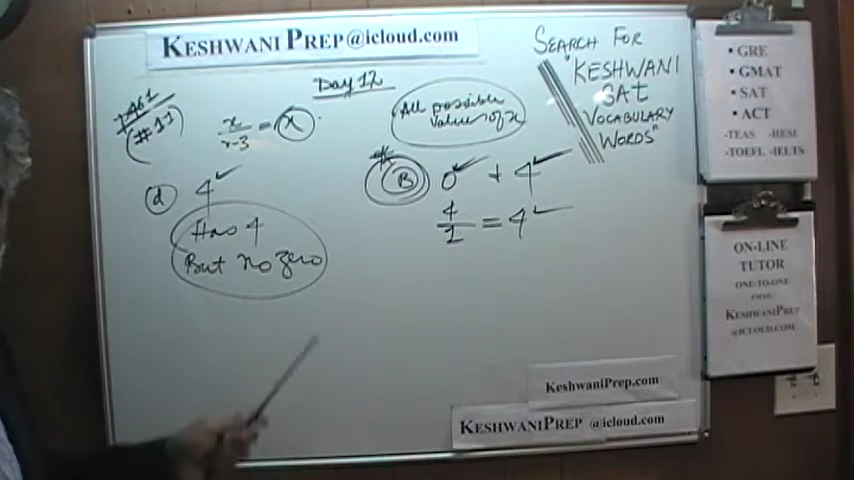 KESHWANI PREP@icloud.com
Day 12
P.461
(#11)
x/x-3 = x
All possible
values of x
SEARCH FOR
"KESHWANI
SAT
VOCABULARY
WORDS"
(d) 4
Has 4
But no zero
(B) 0 + 4
4/1 = 4
• GRE
• GMAT
• SAT
• ACT
-TEAS -HESI
-TOEFL -IELTS
ON-LINE
TUTOR
ONE-TO-ONE
KESHWANIPREP
@ICLOUD.COM
KeshwaniPrep.com
KESHWANIPREP @icloud.com